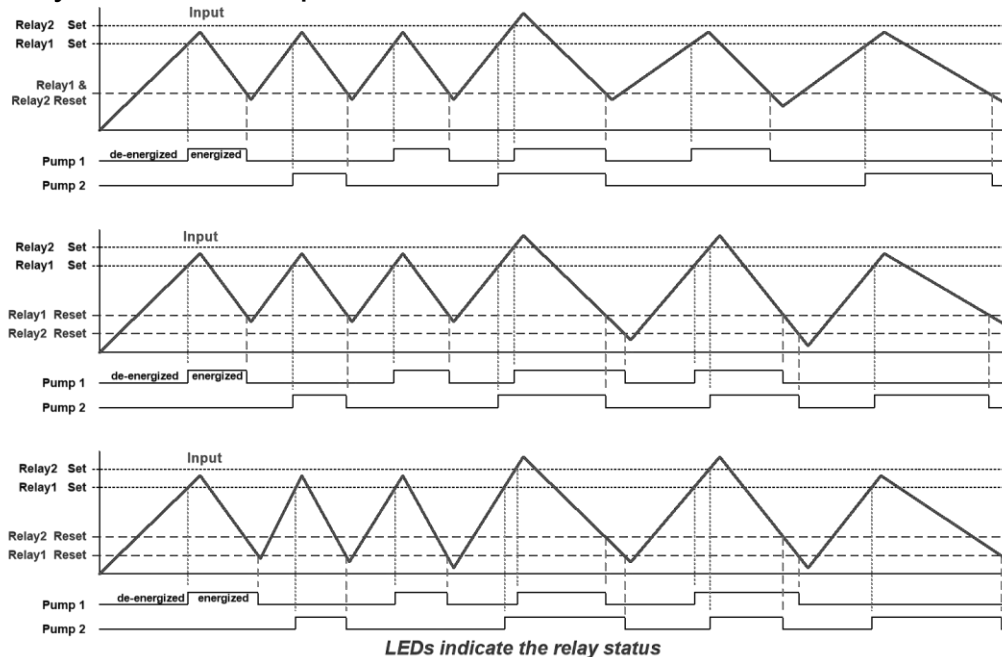 Input
Relay2 Set
Relay1 Set
Relay1 &
Relay2 Reset
de-energized energized
Pump 1
Pump 2
Input
Relay2 Set
Relay1 Set
Relay1 Reset
Relay2 Reset
de-energized energized
Pump 1
Pump 2
Input
Relay2 Set
Relay1 Set
Relay2 Reset
Relay1 Reset
de-energized energized
Pump 1
Pump 2
LEDs indicate the relay status